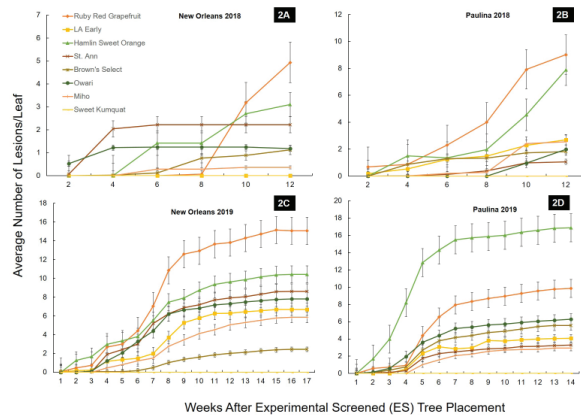 New Orleans 2018
2A
Ruby Red Grapefruit
LA Early
Hamlin Sweet Orange
St. Ann
Brown's Select
Owari
Miho
Sweet Kumquat
7
6
5
4
3
2
1
0
2 4 6 8 10 12
Paulina 2018
2B
12
10
8
6
4
2
0
2 4 6 8 10 12
Average Number of Lesions/Leaf
New Orleans 2019
2C
18
16
14
12
10
8
6
4
2
0
1 2 3 4 5 6 7 8 9 10 11 12 13 14 15 16 17
Paulina 2019
2D
20
18
16
14
12
10
8
6
4
2
0
1 2 3 4 5 6 7 8 9 10 11 12 13 14
Weeks After Experimental Screened (ES) Tree Placement